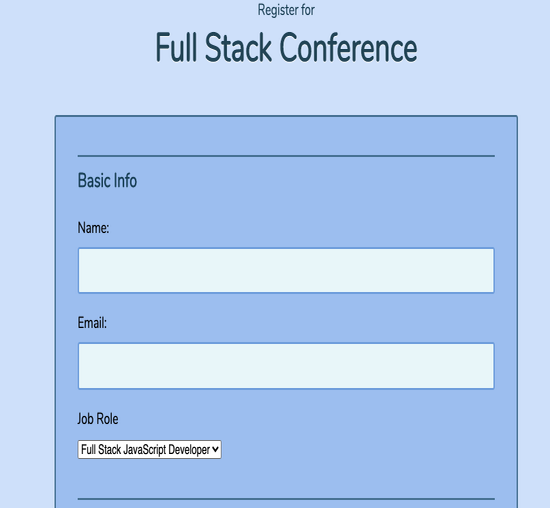 Register for
Full Stack Conference
Basic Info
Name:
Email:
Job Role
Full Stack JavaScript Developer